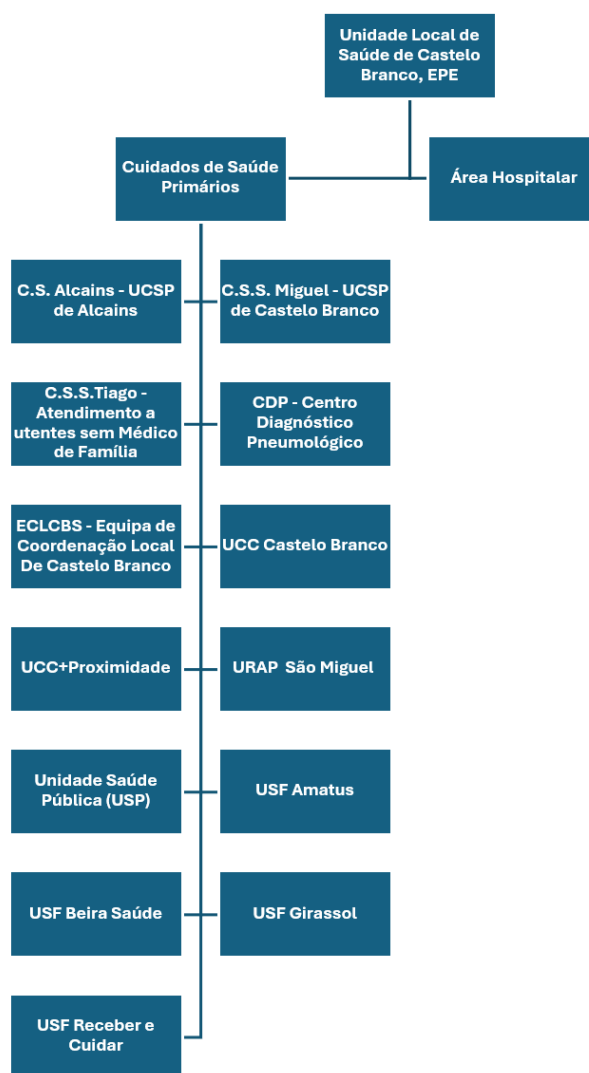 Unidade Local de
Saúde de Castelo
Branco, EPE
Cuidados de Saúde
Primários
Área Hospitalar
C.S. Alcains - UCSP
de Alcains
C.S.S. Miguel - UCSP
de Castelo Branco
C.S.S.Tiago -
Atendimento a
utentes sem Médico
de Família
CDP - Centro
Diagnóstico
Pneumológico
ECLCBS - Equipa de
Coordenação Local
De Castelo Branco
UCC Castelo Branco
UCC+Proximidade
URAP São Miguel
Unidade Saúde
Pública (USP)
USF Amatus
USF Beira Saúde
USF Girassol
USF Receber e
Cuidar